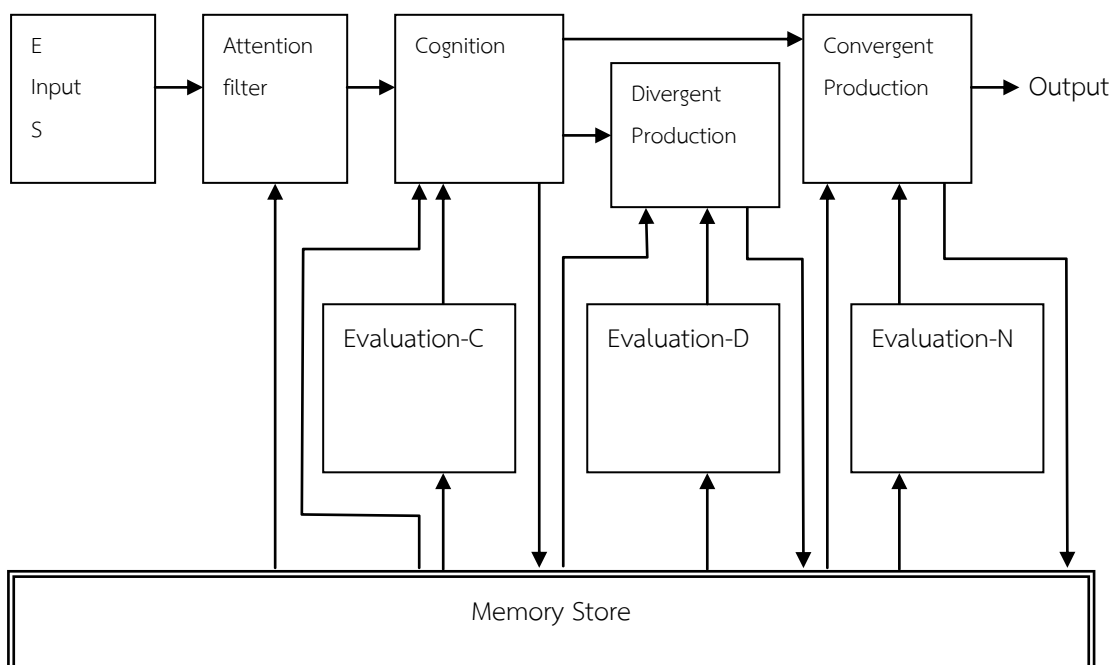 E
Input
S
Attention
filter
Cognition
Divergent
Production
Convergent
Production
Output
Evaluation-C
Evaluation-D
Evaluation-N
Memory Store